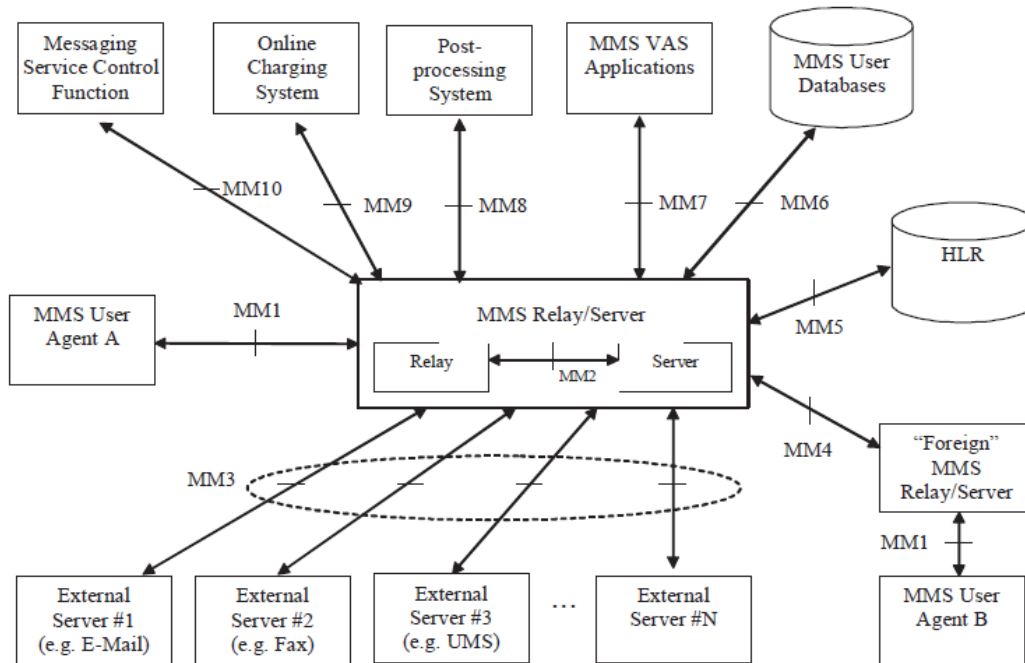 Messaging
Service Control
Function
Online
Charging
System
Post-
processing
System
MMS VAS
Applications
MMS User
Databases
MM10
MM9
MM8
MM7
MM6
HLR
MMS User
Agent A
MM1
MMS Relay/Server
Relay
MM2
Server
MM5
MM4
"Foreign"
MMS
Relay/Server
MM3
MM1
External
Server #1
(e.g. E-Mail)
External
Server #2
(e.g. Fax)
External
Server #3
(e.g. UMS)
...
External
Server #N
MMS User
Agent B